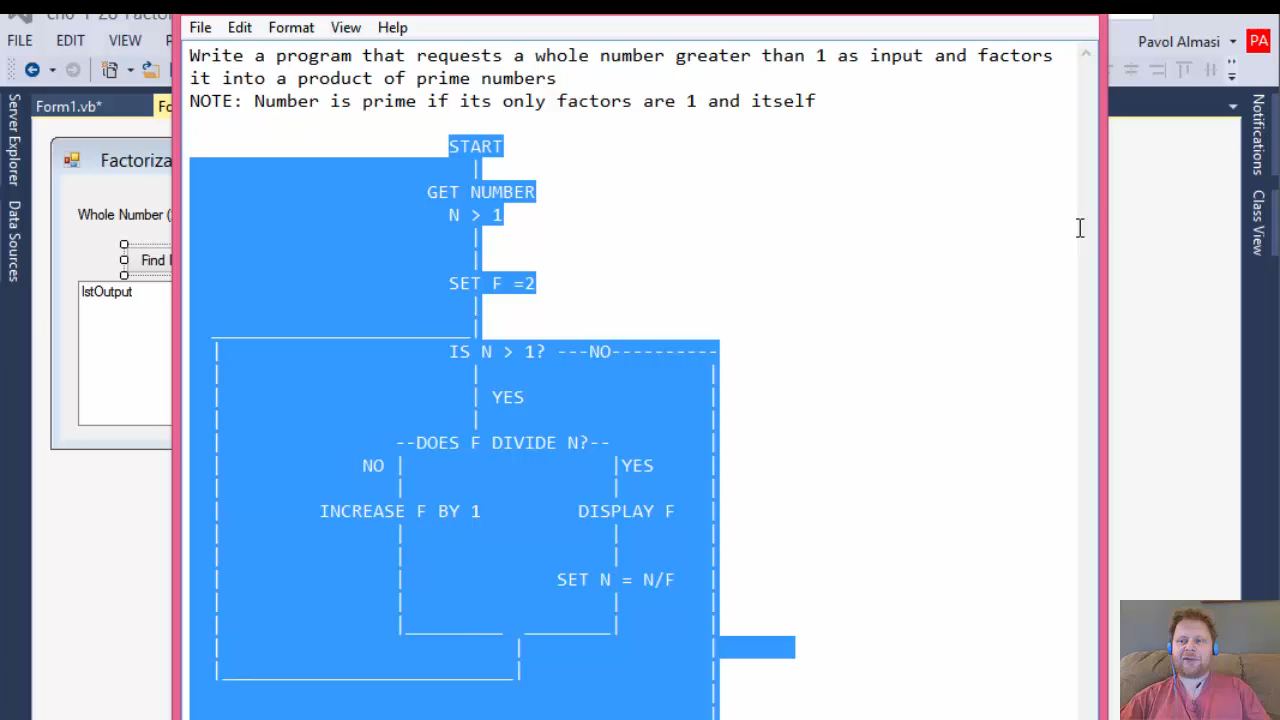 FILE EDIT VIEW
Form1.vb*
Server Explorer
Data Sources
Factoriza
Whole Number (
Find
lstOutput
File Edit Format View Help
Write a program that requests a whole number greater than 1 as input and factors
it into a product of prime numbers
NOTE: Number is prime if its only factors are 1 and itself
START
GET NUMBER
N > 1
SET F =2
IS N > 1? ---NO----------
YES
--DOES F DIVIDE N?--
NO YES
INCREASE F BY 1 DISPLAY F
SET N = N/F
Pavol Almasi PA
Notifications
Class View